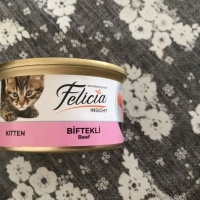 Felicia
INSIGHT
KITTEN
BİFTEKLİ
Beef